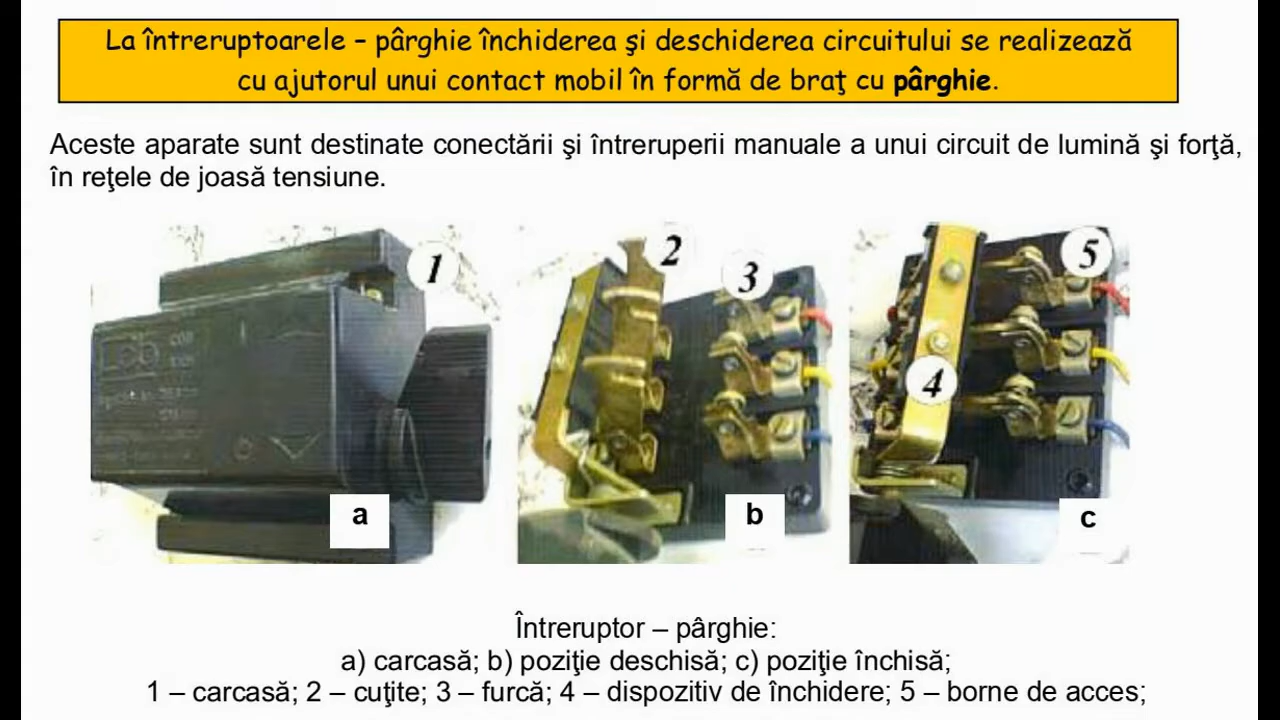 La întreruptoarele – pârghie închiderea şi deschiderea circuitului se realizează
cu ajutorul unui contact mobil în formă de braţ cu pârghie.
Aceste aparate sunt destinate conectării şi întreruperii manuale a unui circuit de lumină şi forţă,
în reţele de joasă tensiune.
1
2
3
4
5
a
b
c
Întreruptor – pârghie:
a) carcasă; b) poziţie deschisă; c) poziţie închisă;
1 – carcasă; 2 – cuţite; 3 – furcă; 4 – dispozitiv de închidere; 5 – borne de acces;